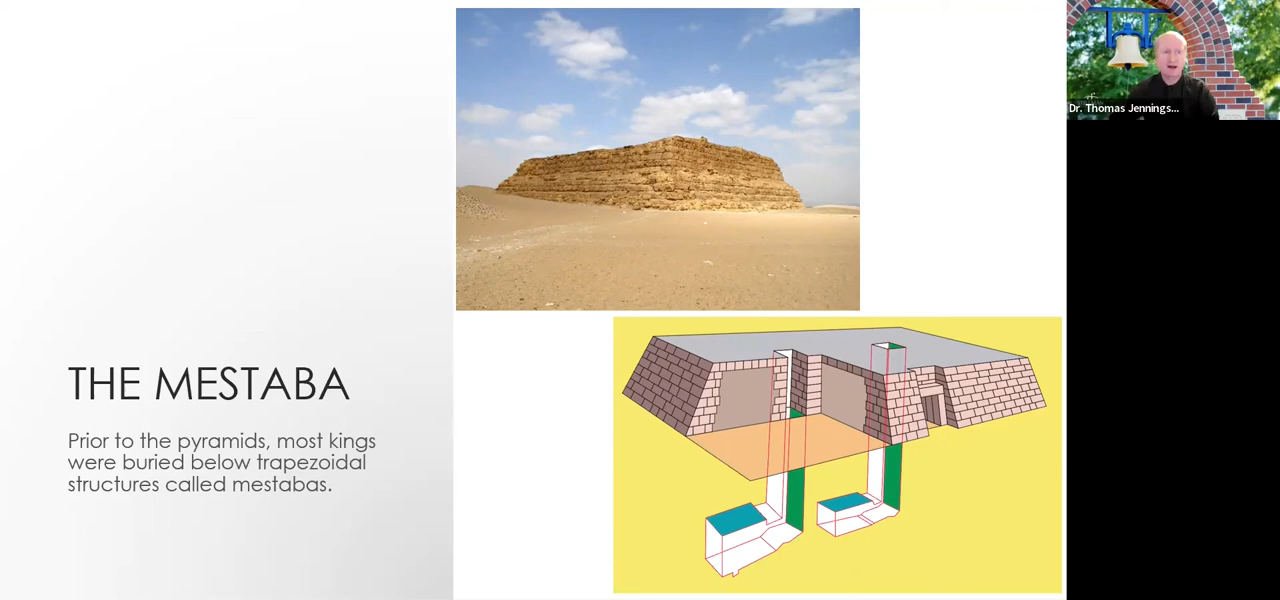 THE MESTABA
Prior to the pyramids, most kings
were buried below trapezoidal
structures called mestabas.
Dr. Thomas Jennings...